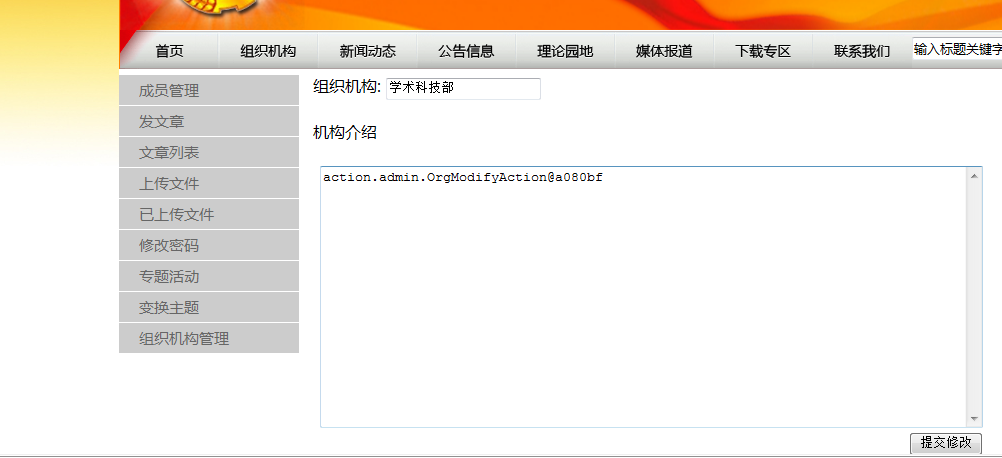 首页 组织机构 新闻动态 公告信息 理论园地 媒体报道 下载专区 联系我们 输入标题关键字
成员管理
发文章
文章列表
上传文件
已上传文件
修改密码
专题活动
变换主题
组织机构管理
组织机构: 学术科技部
机构介绍
action.admin.OrgModifyAction@a080bf
提交修改